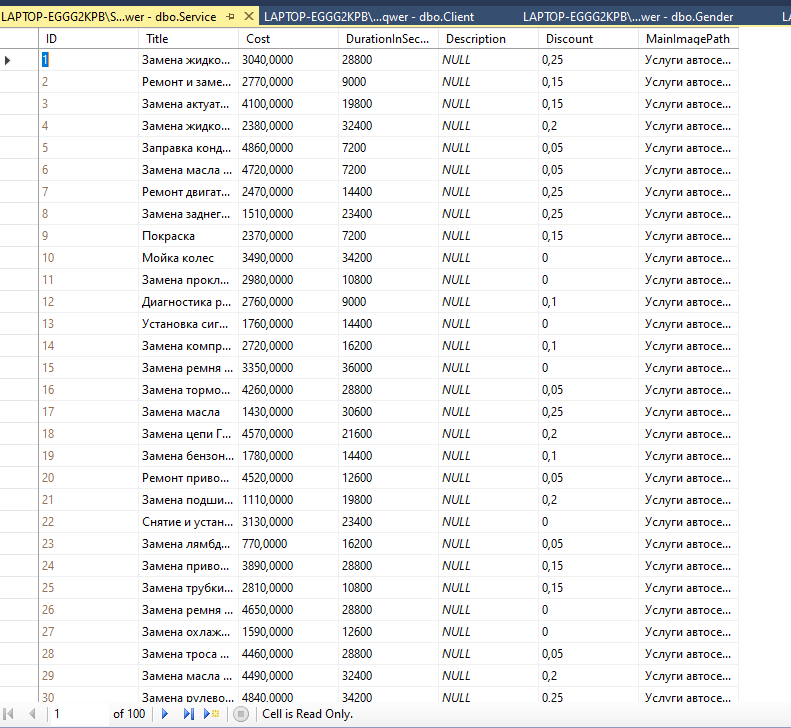 LAPTOP-EGGG2KPB\S...wer - dbo.Service LAPTOP-EGGG2KPB\...qwer - dbo.Client LAPTOP-EGGG2KPB\...wer - dbo.Gender
ID Title Cost DurationInSec... Description Discount MainImagePath
1 Замена жидко... 3040,0000 28800 NULL 0,25 Услуги автосе...
2 Ремонт и заме... 2770,0000 9000 NULL 0,15 Услуги автосе...
3 Замена актуат... 4100,0000 19800 NULL 0,15 Услуги автосе...
4 Замена жидко... 2380,0000 32400 NULL 0,2 Услуги автосе...
5 Заправка конд... 4860,0000 7200 NULL 0,05 Услуги автосе...
6 Замена масла ... 4720,0000 7200 NULL 0,05 Услуги автосе...
7 Ремонт двигат... 2470,0000 14400 NULL 0,25 Услуги автосе...
8 Замена заднег... 1510,0000 23400 NULL 0,25 Услуги автосе...
9 Покраска 2370,0000 7200 NULL 0,15 Услуги автосе...
10 Мойка колес 3490,0000 34200 NULL 0 Услуги автосе...
11 Замена прокл... 2980,0000 10800 NULL 0 Услуги автосе...
12 Диагностика р... 2760,0000 9000 NULL 0,1 Услуги автосе...
13 Установка сиг... 1760,0000 14400 NULL 0 Услуги автосе...
14 Замена компр... 2720,0000 16200 NULL 0,1 Услуги автосе...
15 Замена ремня ... 3350,0000 36000 NULL 0 Услуги автосе...
16 Замена тормо... 4260,0000 28800 NULL 0,05 Услуги автосе...
17 Замена масла 1430,0000 30600 NULL 0,25 Услуги автосе...
18 Замена цепи Г... 4570,0000 21600 NULL 0,2 Услуги автосе...
19 Замена бензон... 1780,0000 14400 NULL 0,1 Услуги автосе...
20 Ремонт приво... 4520,0000 12600 NULL 0,05 Услуги автосе...
21 Замена подши... 1110,0000 19800 NULL 0,2 Услуги автосе...
22 Снятие и устан... 3130,0000 23400 NULL 0 Услуги автосе...
23 Замена лямбд... 770,0000 16200 NULL 0,05 Услуги автосе...
24 Замена приво... 3890,0000 28800 NULL 0,15 Услуги автосе...
25 Замена трубки... 2810,0000 10800 NULL 0,15 Услуги автосе...
26 Замена ремня ... 4650,0000 28800 NULL 0 Услуги автосе...
27 Замена охлаж... 1590,0000 12600 NULL 0 Услуги автосе...
28 Замена троса ... 4460,0000 28800 NULL 0,05 Услуги автосе...
29 Замена масла ... 4490,0000 32400 NULL 0,2 Услуги автосе...
30 Замена рулево... 4840,0000 34200 NULL 0,25 Услуги автосе...
1 of 100 Cell is Read Only.